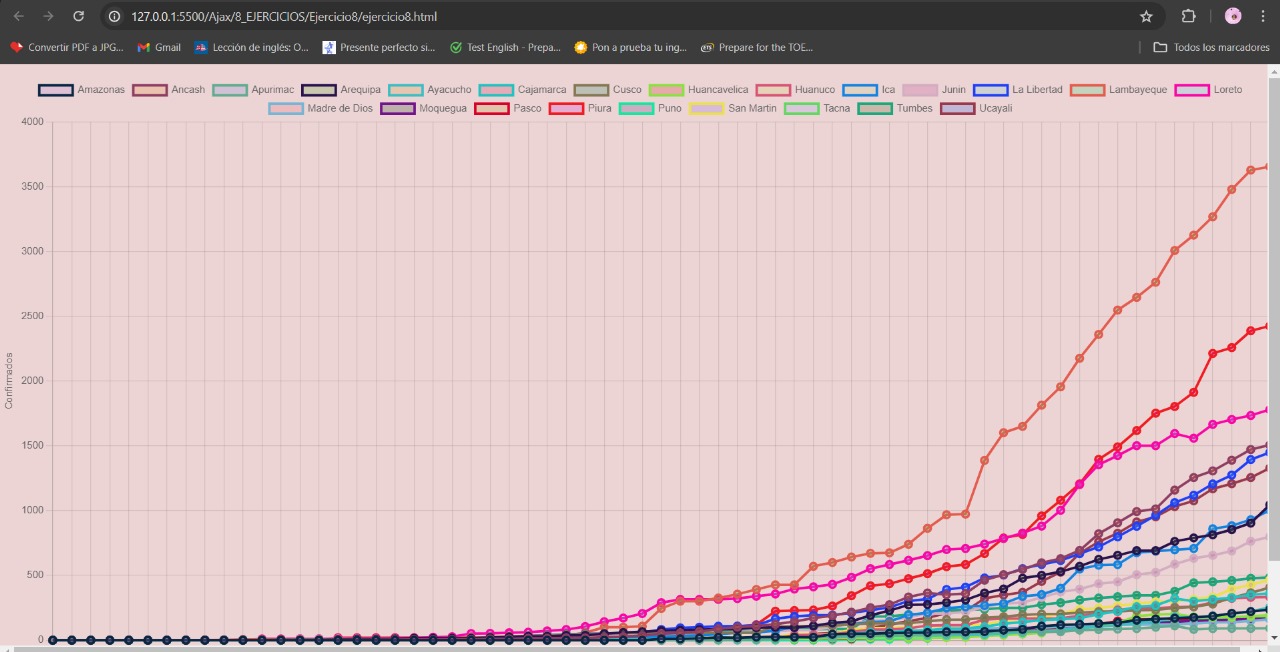 127.0.0.1:5500/Ajax/8_EJERCICIOS/Ejercicio8/ejercicio8.html
Convertir PDF a JPG... Gmail Lección de inglés: O... Presente perfecto si... Test English - Prepa... Pon a prueba tu ing... Prepare for the TOE... Todos los marcadores
Amazonas Ancash Apurimac Arequipa Ayacucho Cajamarca Cusco Huancavelica Huanuco Ica Junin La Libertad Lambayeque Loreto
Madre de Dios Moquegua Pasco Piura Puno San Martin Tacna Tumbes Ucayali
4000
3500
3000
2500
2000
Confirmados
1500
1000
500
0